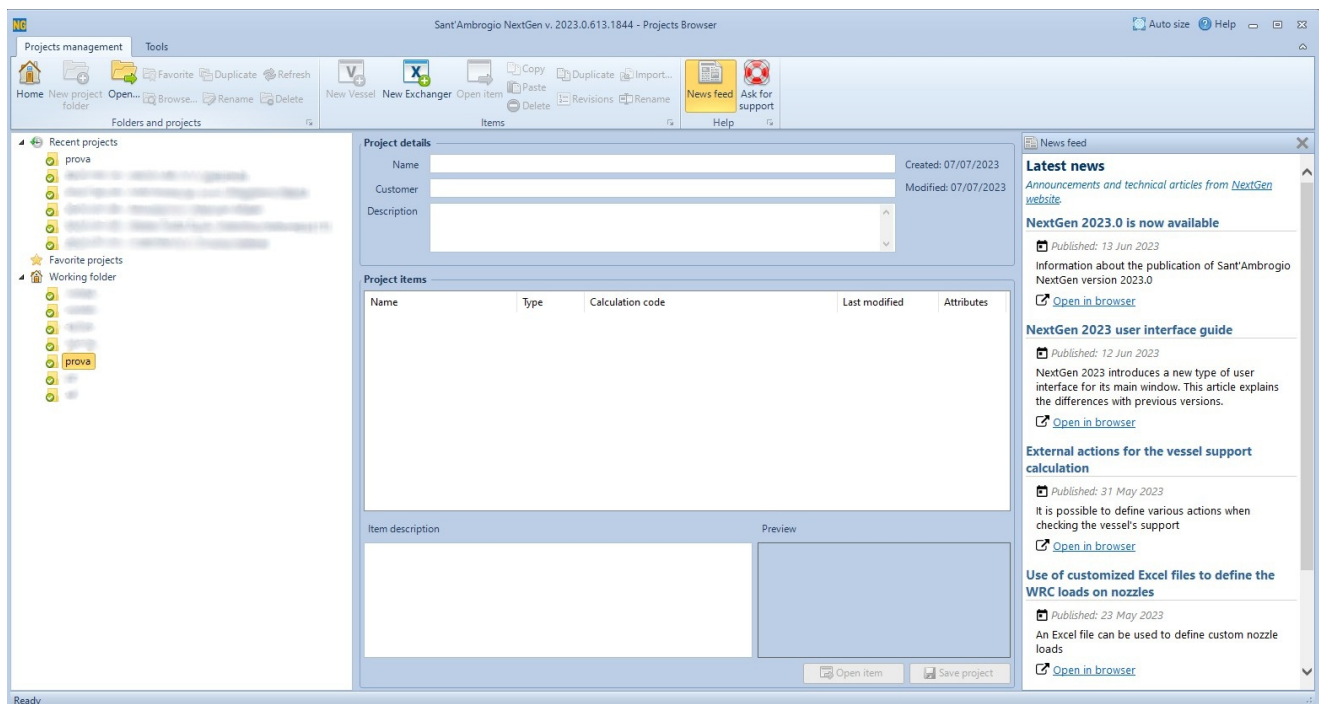 NG
Sant'Ambrogio NextGen v. 2023.0.613.1844 - Projects Browser
Auto size
Help
Projects management
Tools
Home
New project
folder
Open...
Favorite
Duplicate
Refresh
Browse...
Rename
Delete
Folders and projects
New Vessel
New Exchanger
Open item
Copy
Paste
Delete
Duplicate
Import...
Revisions
Rename
Items
News feed
Ask for
support
Help
Recent projects
prova
Favorite projects
Working folder
prova
Project details
Name
Created: 07/07/2023
Customer
Modified: 07/07/2023
Description
Project items
Name
Type
Calculation code
Last modified
Attributes
Item description
Preview
Open item
Save project
News feed
Latest news
Announcements and technical articles from NextGen
website.
NextGen 2023.0 is now available
Published: 13 Jun 2023
Information about the publication of Sant'Ambrogio
NextGen version 2023.0
Open in browser
NextGen 2023 user interface guide
Published: 12 Jun 2023
NextGen 2023 introduces a new type of user
interface for its main window. This article explains
the differences with previous versions.
Open in browser
External actions for the vessel support
calculation
Published: 31 May 2023
It is possible to define various actions when
checking the vessel's support
Open in browser
Use of customized Excel files to define the
WRC loads on nozzles
Published: 23 May 2023
An Excel file can be used to define custom nozzle
loads
Open in browser
Ready